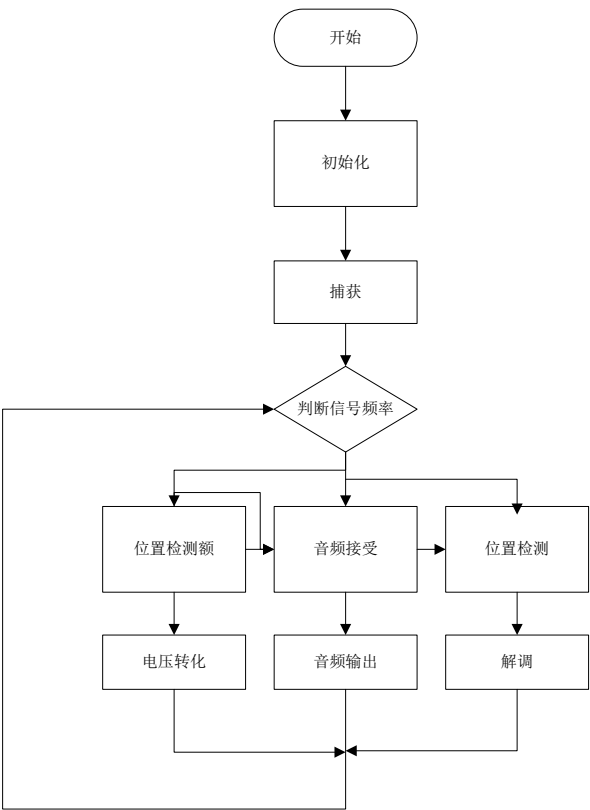 开始
初始化
捕获
判断信号频率
位置检测额
音频接受
位置检测
电压转化
音频输出
解调